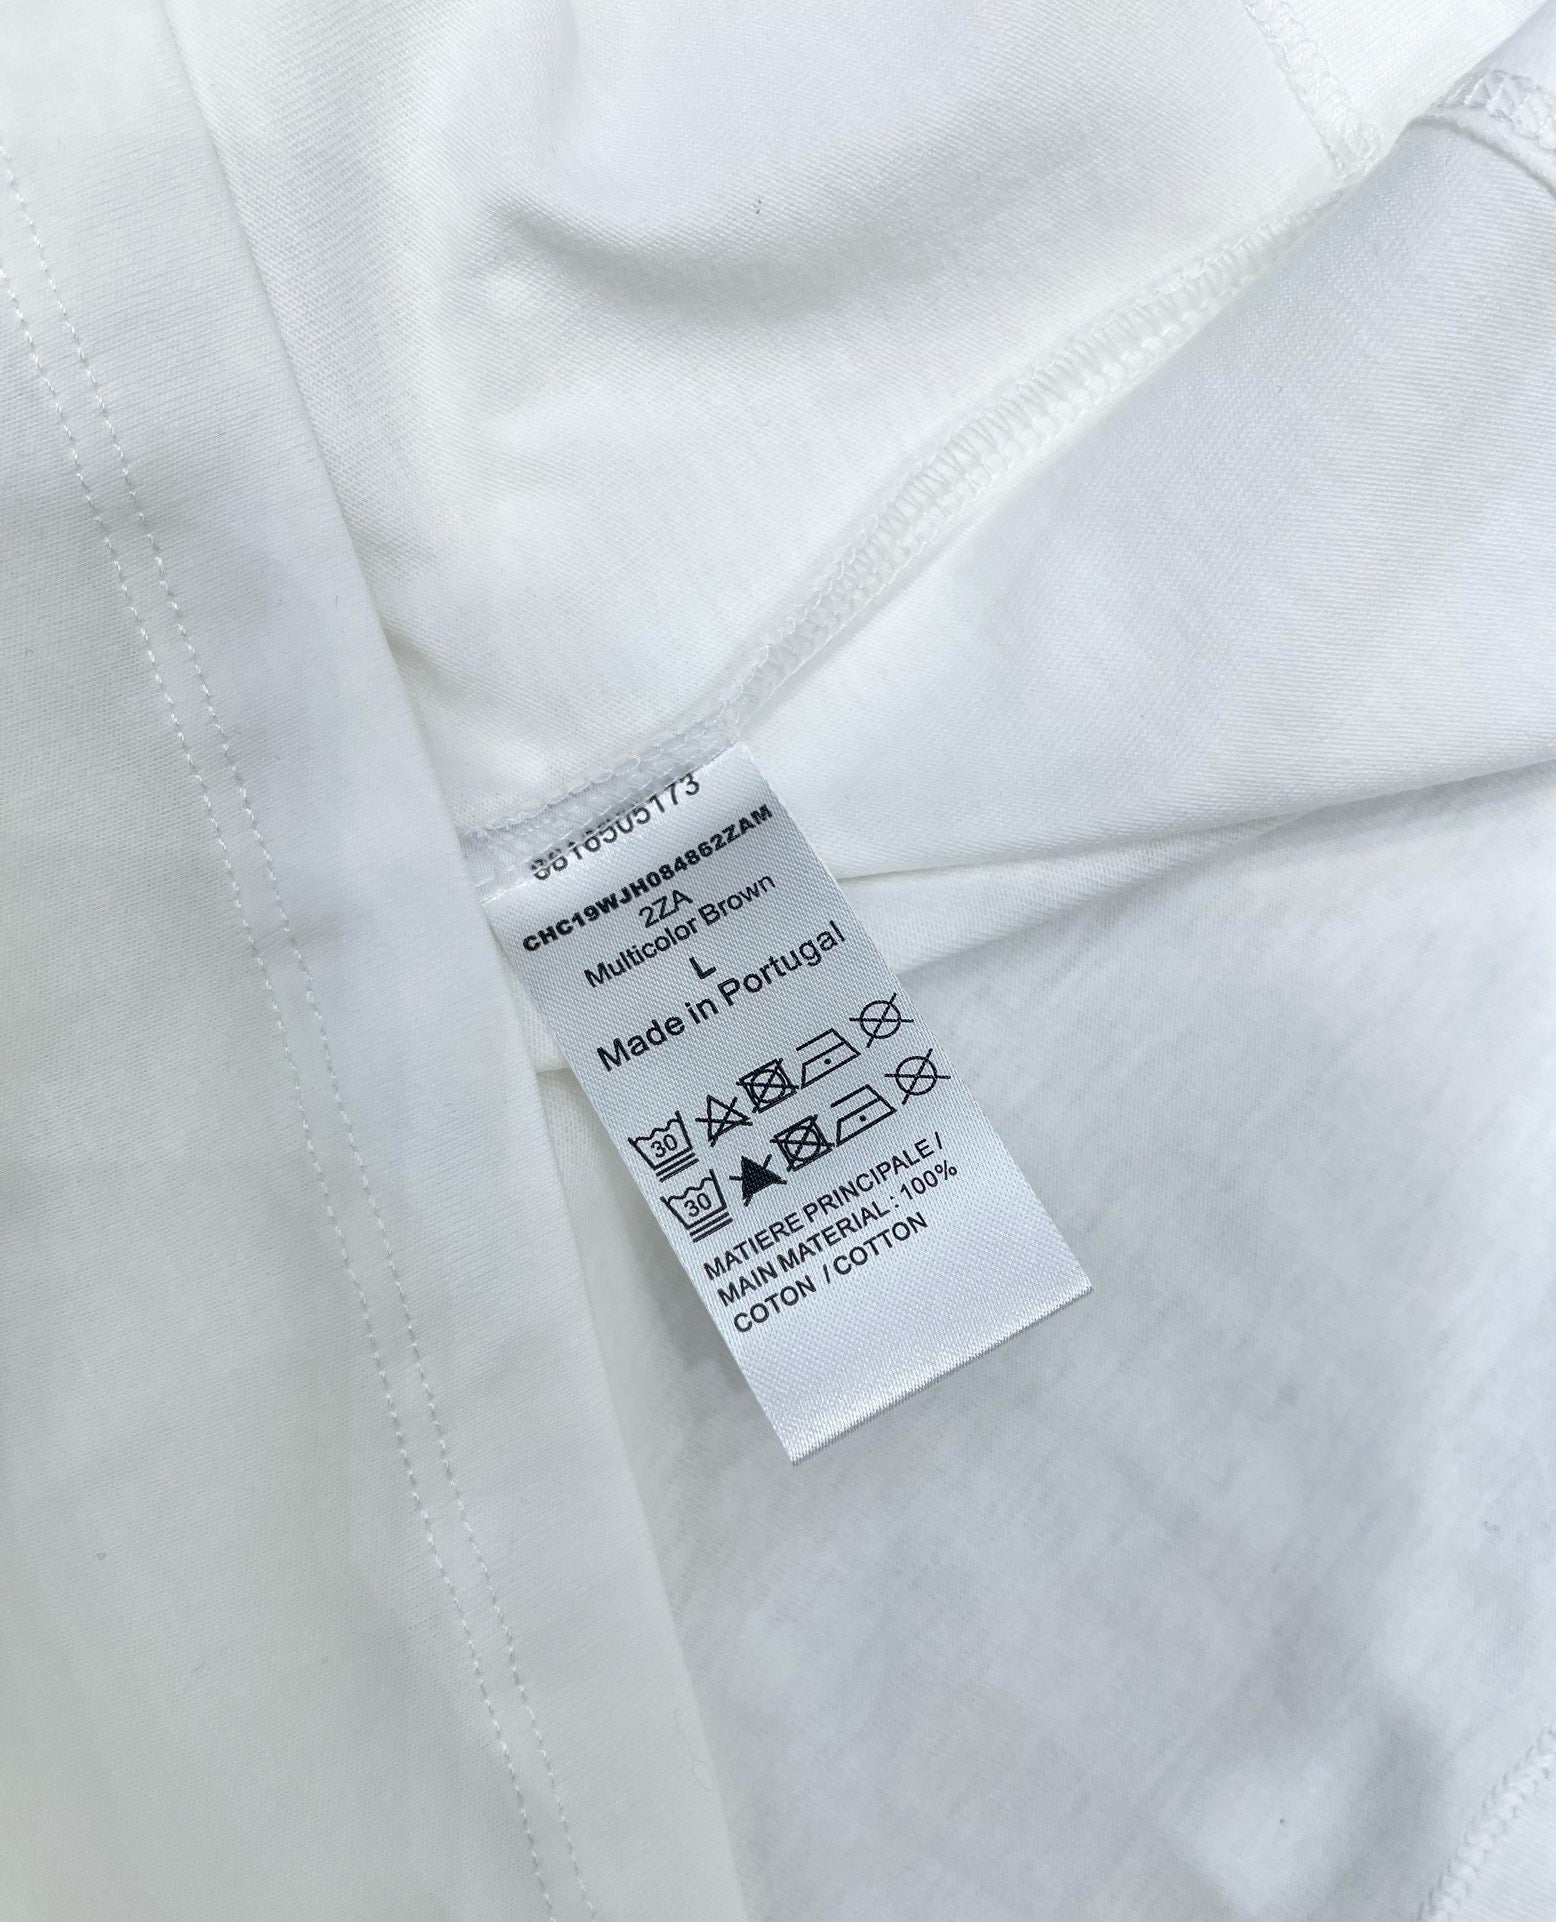 CHC19WJH084862ZAM
2ZA
Multicolor Brown
L
Made in Portugal
30
30
MATIERE PRINCIPALE /
MAIN MATERIAL : 100%
COTON / COTTON